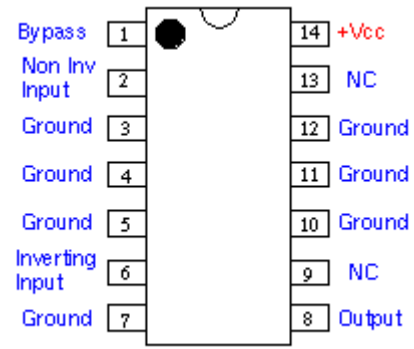 Bypass 1 14 +Vcc
Non Inv
Input 2 13 NC
Ground 3 12 Ground
Ground 4 11 Ground
Ground 5 10 Ground
Inverting
Input 6 9 NC
Ground 7 8 Output